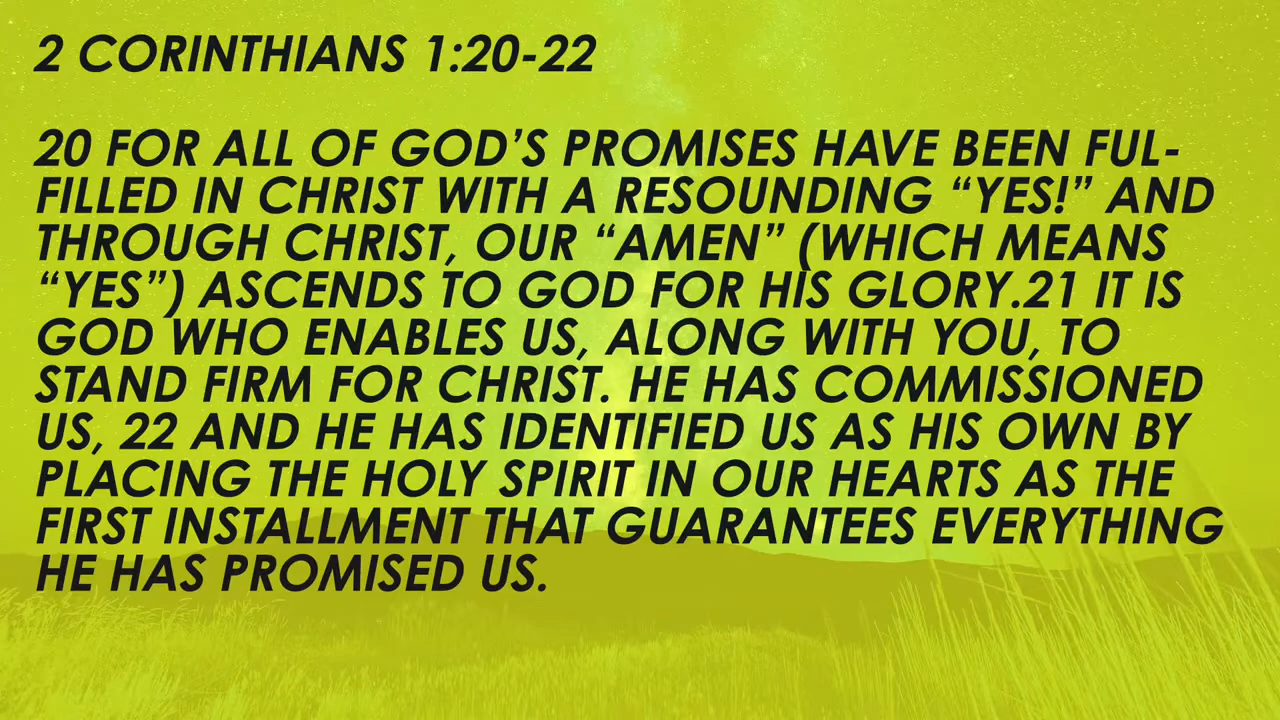 2 CORINTHIANS 1:20-22
20 FOR ALL OF GOD’S PROMISES HAVE BEEN FUL-
FILLED IN CHRIST WITH A RESOUNDING “YES!” AND
THROUGH CHRIST, OUR “AMEN” (WHICH MEANS
“YES”) ASCENDS TO GOD FOR HIS GLORY.21 IT IS
GOD WHO ENABLES US, ALONG WITH YOU, TO
STAND FIRM FOR CHRIST. HE HAS COMMISSIONED
US, 22 AND HE HAS IDENTIFIED US AS HIS OWN BY
PLACING THE HOLY SPIRIT IN OUR HEARTS AS THE
FIRST INSTALLMENT THAT GUARANTEES EVERYTHING
HE HAS PROMISED US.